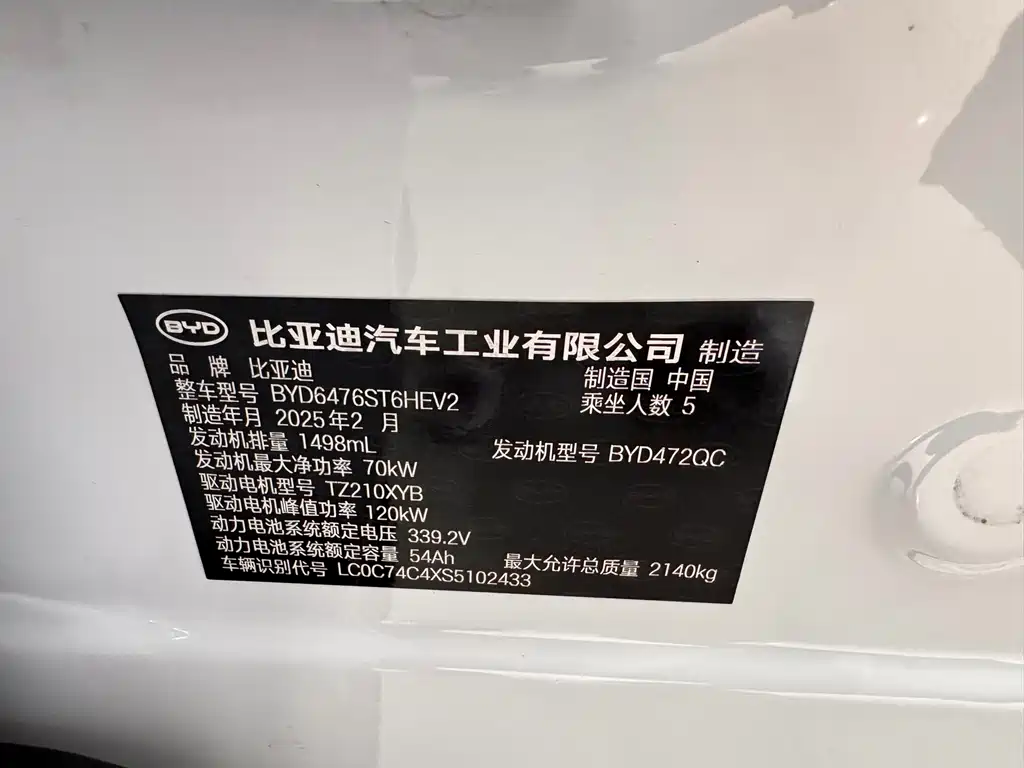 BYD 比亚迪汽车工业有限公司 制造
品 牌 比亚迪 制造国 中国
整车型号 BYD6476ST6HEV2 乘坐人数 5
制造年月 2025年2 月
发动机排量 1498mL 发动机型号 BYD472QC
发动机最大净功率 70kW
驱动电机型号 TZ210XYB
驱动电机峰值功率 120kW
动力电池系统额定电压 339.2V
动力电池系统额定容量 54Ah 最大允许总质量 2140kg
车辆识别代号 LC0C74C4XS5102433